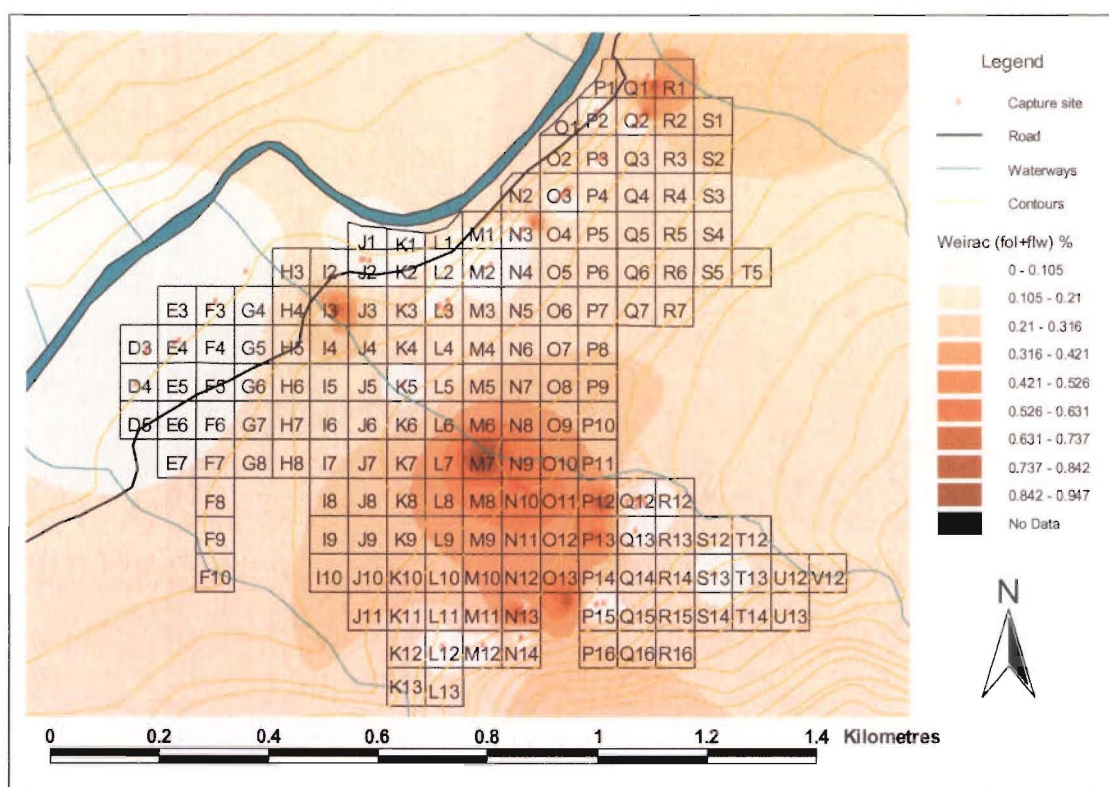 P1 Q1 R1
O1 P2 Q2 R2 S1
O2 P3 Q3 R3 S2
N2 O3 P4 Q4 R4 S3
J1 K1 L1 M1 N3 O4 P5 Q5 R5 S4
H3 I2 J2 K2 L2 M2 N4 O5 P6 Q6 R6 S5 T5
E3 F3 G4 H4 I3 J3 K3 L3 M3 N5 O6 P7 Q7 R7
D3 E4 F4 G5 H5 I4 J4 K4 L4 M4 N6 O7 P8
D4 E5 F5 G6 H6 I5 J5 K5 L5 M5 N7 O8 P9
D5 E6 F6 G7 H7 I6 J6 K6 L6 M6 N8 O9 P10
E7 F7 G8 H8 I7 J7 K7 L7 M7 N9 O10 P11
F8 I8 J8 K8 L8 M8 N10 O11 P12 Q12 R12
F9 I9 J9 K9 L9 M9 N11 O12 P13 Q13 R13 S12 T12
F10 I10 J10 K10 L10 M10 N12 O13 P14 Q14 R14 S13 T13 U12 V12
J11 K11 L11 M11 N13 P15 Q15 R15 S14 T14 U13
K12 L12 M12 N14 P16 Q16 R16
K13 L13
0 0.2 0.4 0.6 0.8 1 1.2 1.4 Kilometres
Legend
Capture site
Road
Waterways
Contours
Weirac (fol+flw) %
0 - 0.105
0.105 - 0.21
0.21 - 0.316
0.316 - 0.421
0.421 - 0.526
0.526 - 0.631
0.631 - 0.737
0.737 - 0.842
0.842 - 0.947
No Data
N